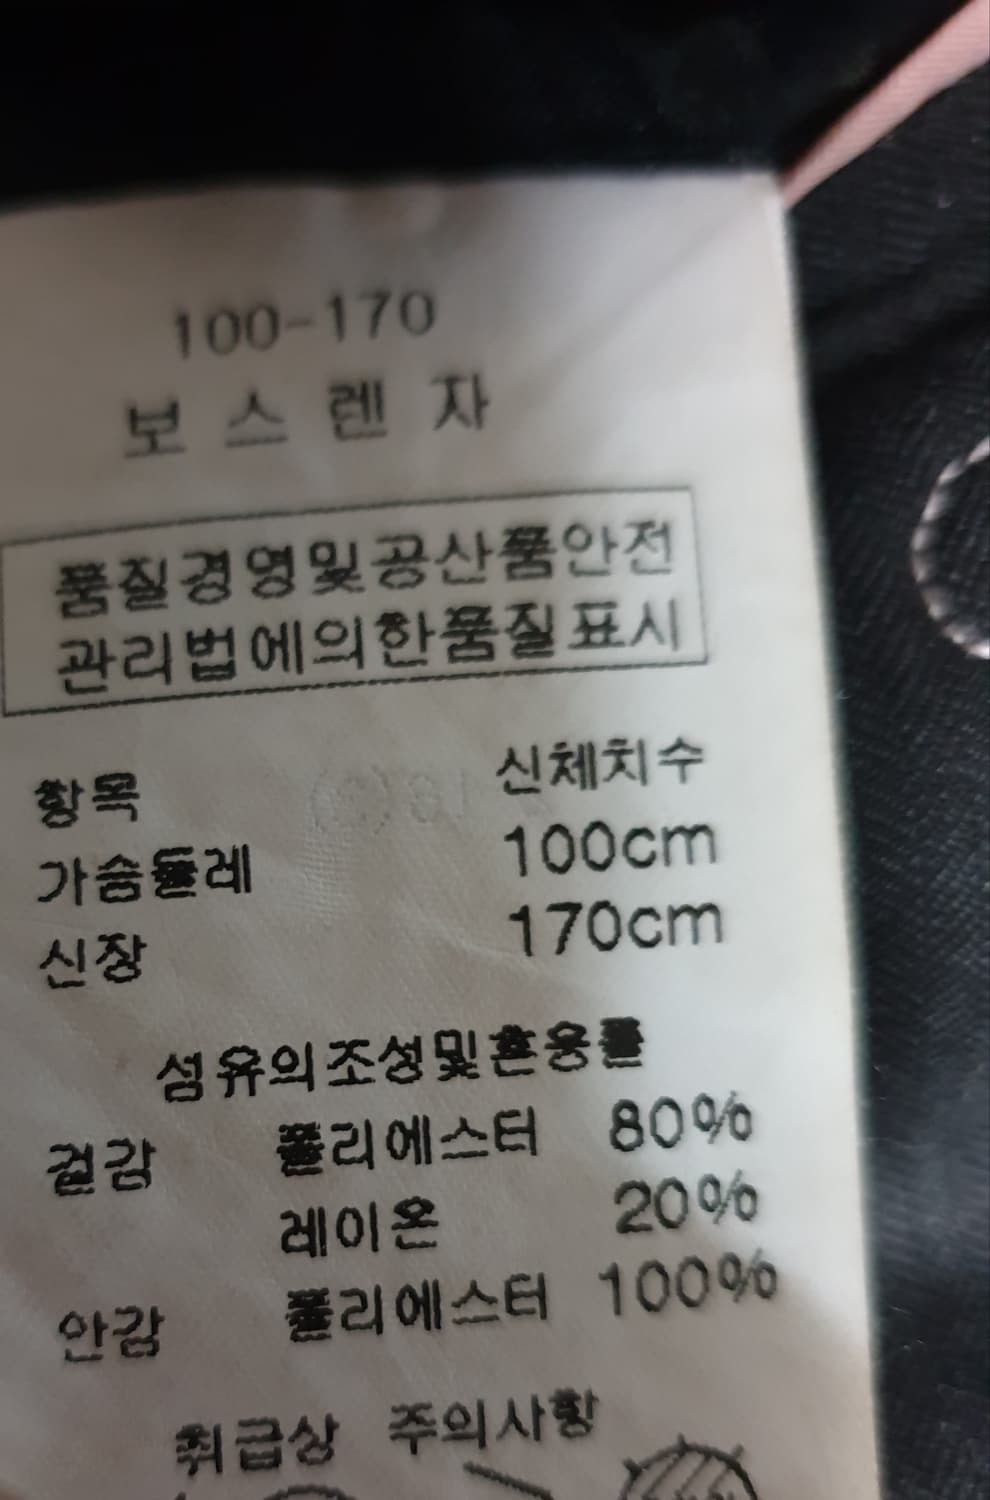 100-170
보스렌자
품질경영및공산품안전
관리법에의한품질표시
항목 신체치수
가슴둘레 100cm
신장 170cm
섬유의조성및혼용률
겉감 폴리에스터 80%
레이온 20%
안감 폴리에스터 100%
취급상 주의사항